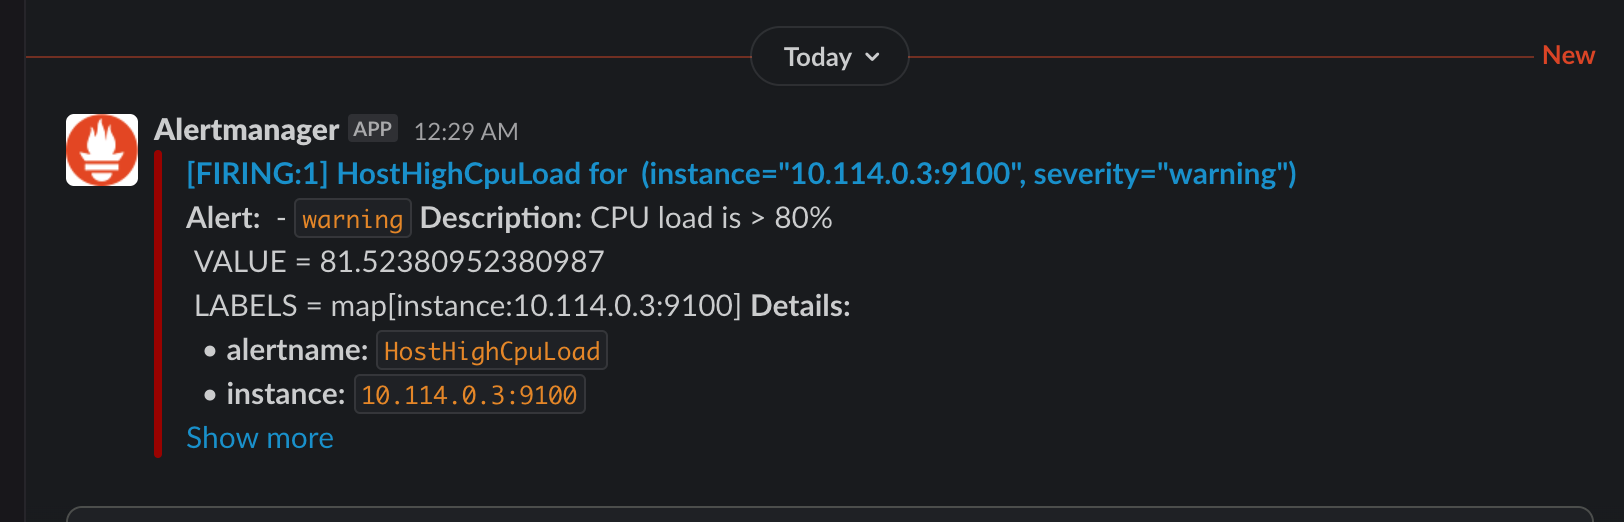 Today
New
Alertmanager APP 12:29 AM
[FIRING:1] HostHighCpuLoad for (instance="10.114.0.3:9100", severity="warning")
Alert: - warning Description: CPU load is > 80%
VALUE = 81.52380952380987
LABELS = map[instance:10.114.0.3:9100] Details:
• alertname: HostHighCpuLoad
• instance: 10.114.0.3:9100
Show more